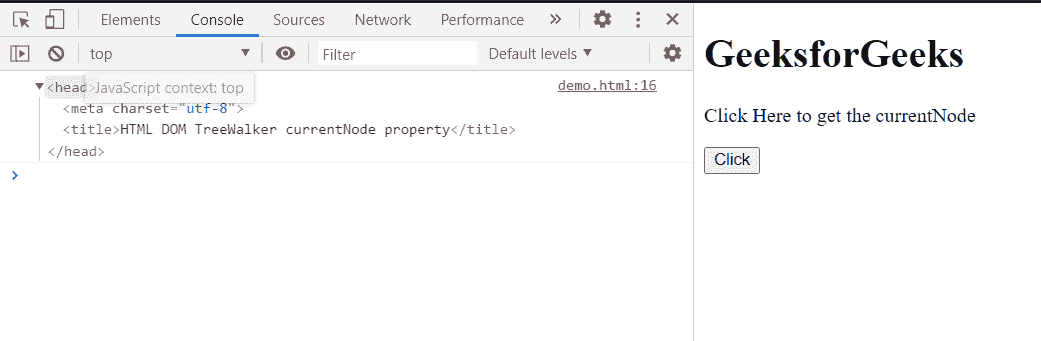 Elements Console Sources Network Performance »
top Filter Default levels
<head>JavaScript context: top demo.html:16
<meta charset="utf-8">
<title>HTML DOM TreeWalker currentNode property</title>
</head>
GeeksforGeeks
Click Here to get the currentNode
Click